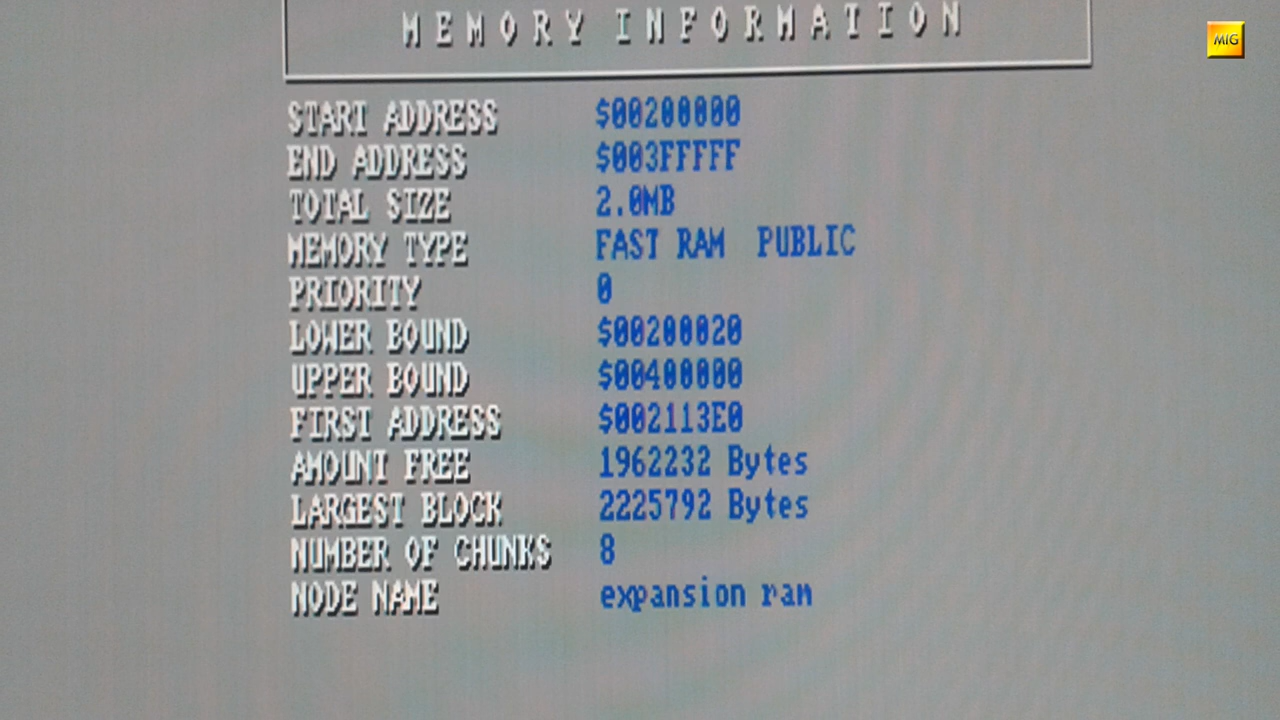 MEMORY INFORMATION
MIG
START ADDRESS $00200000
END ADDRESS $003FFFFF
TOTAL SIZE 2.0MB
MEMORY TYPE FAST RAM PUBLIC
PRIORITY 0
LOWER BOUND $00200020
UPPER BOUND $00400000
FIRST ADDRESS $002113E0
AMOUNT FREE 1962232 Bytes
LARGEST BLOCK 2225792 Bytes
NUMBER OF CHUNKS 8
NODE NAME expansion ram